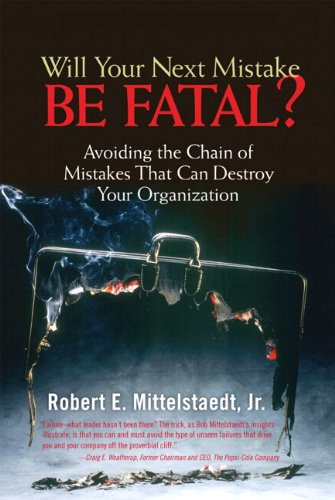 Will Your Next Mistake
BE FATAL?
Avoiding the Chain of
Mistakes That Can Destroy
Your Organization
Robert E. Mittelstaedt, Jr.
"Failure–what leader hasn't been there? The trick, as Bob Mittelstaedt's insights
illustrate, is that you can and must avoid the type of unseen failures that drive
you and your company off the proverbial cliff."
–Craig E. Weatherup, Former Chairman and CEO, The Pepsi-Cola Company